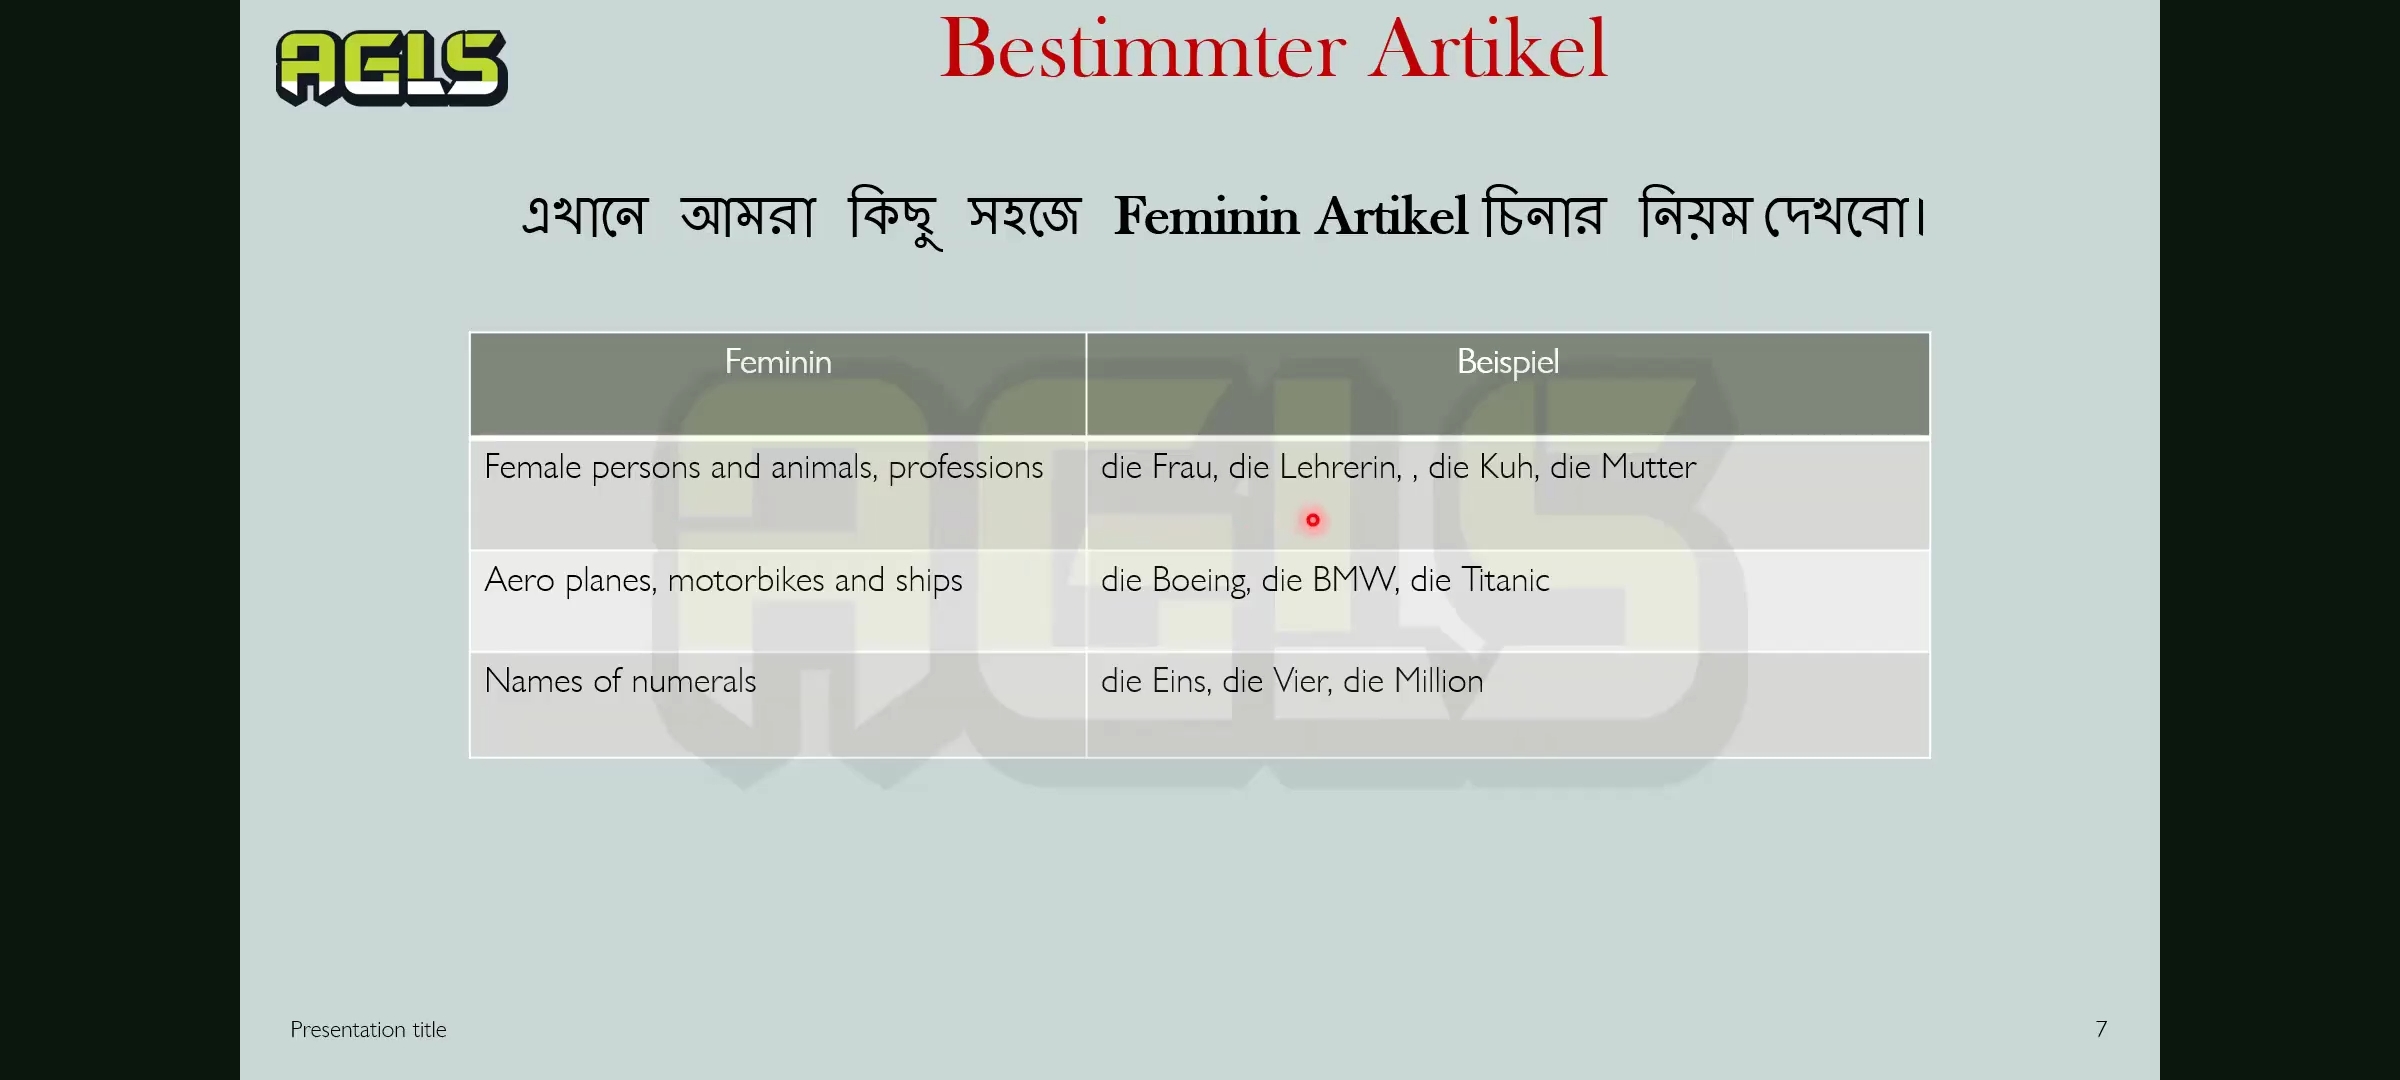 AGLS
Bestimmter Artikel
এখানে আমরা কিছু সহজে Feminin Artikel চিনার নিয়ম দেখবো।
Feminin
Beispiel
Female persons and animals, professions
die Frau, die Lehrerin, , die Kuh, die Mutter
Aero planes, motorbikes and ships
die Boeing, die BMW, die Titanic
Names of numerals
die Eins, die Vier, die Million
AGLS
Presentation title
7